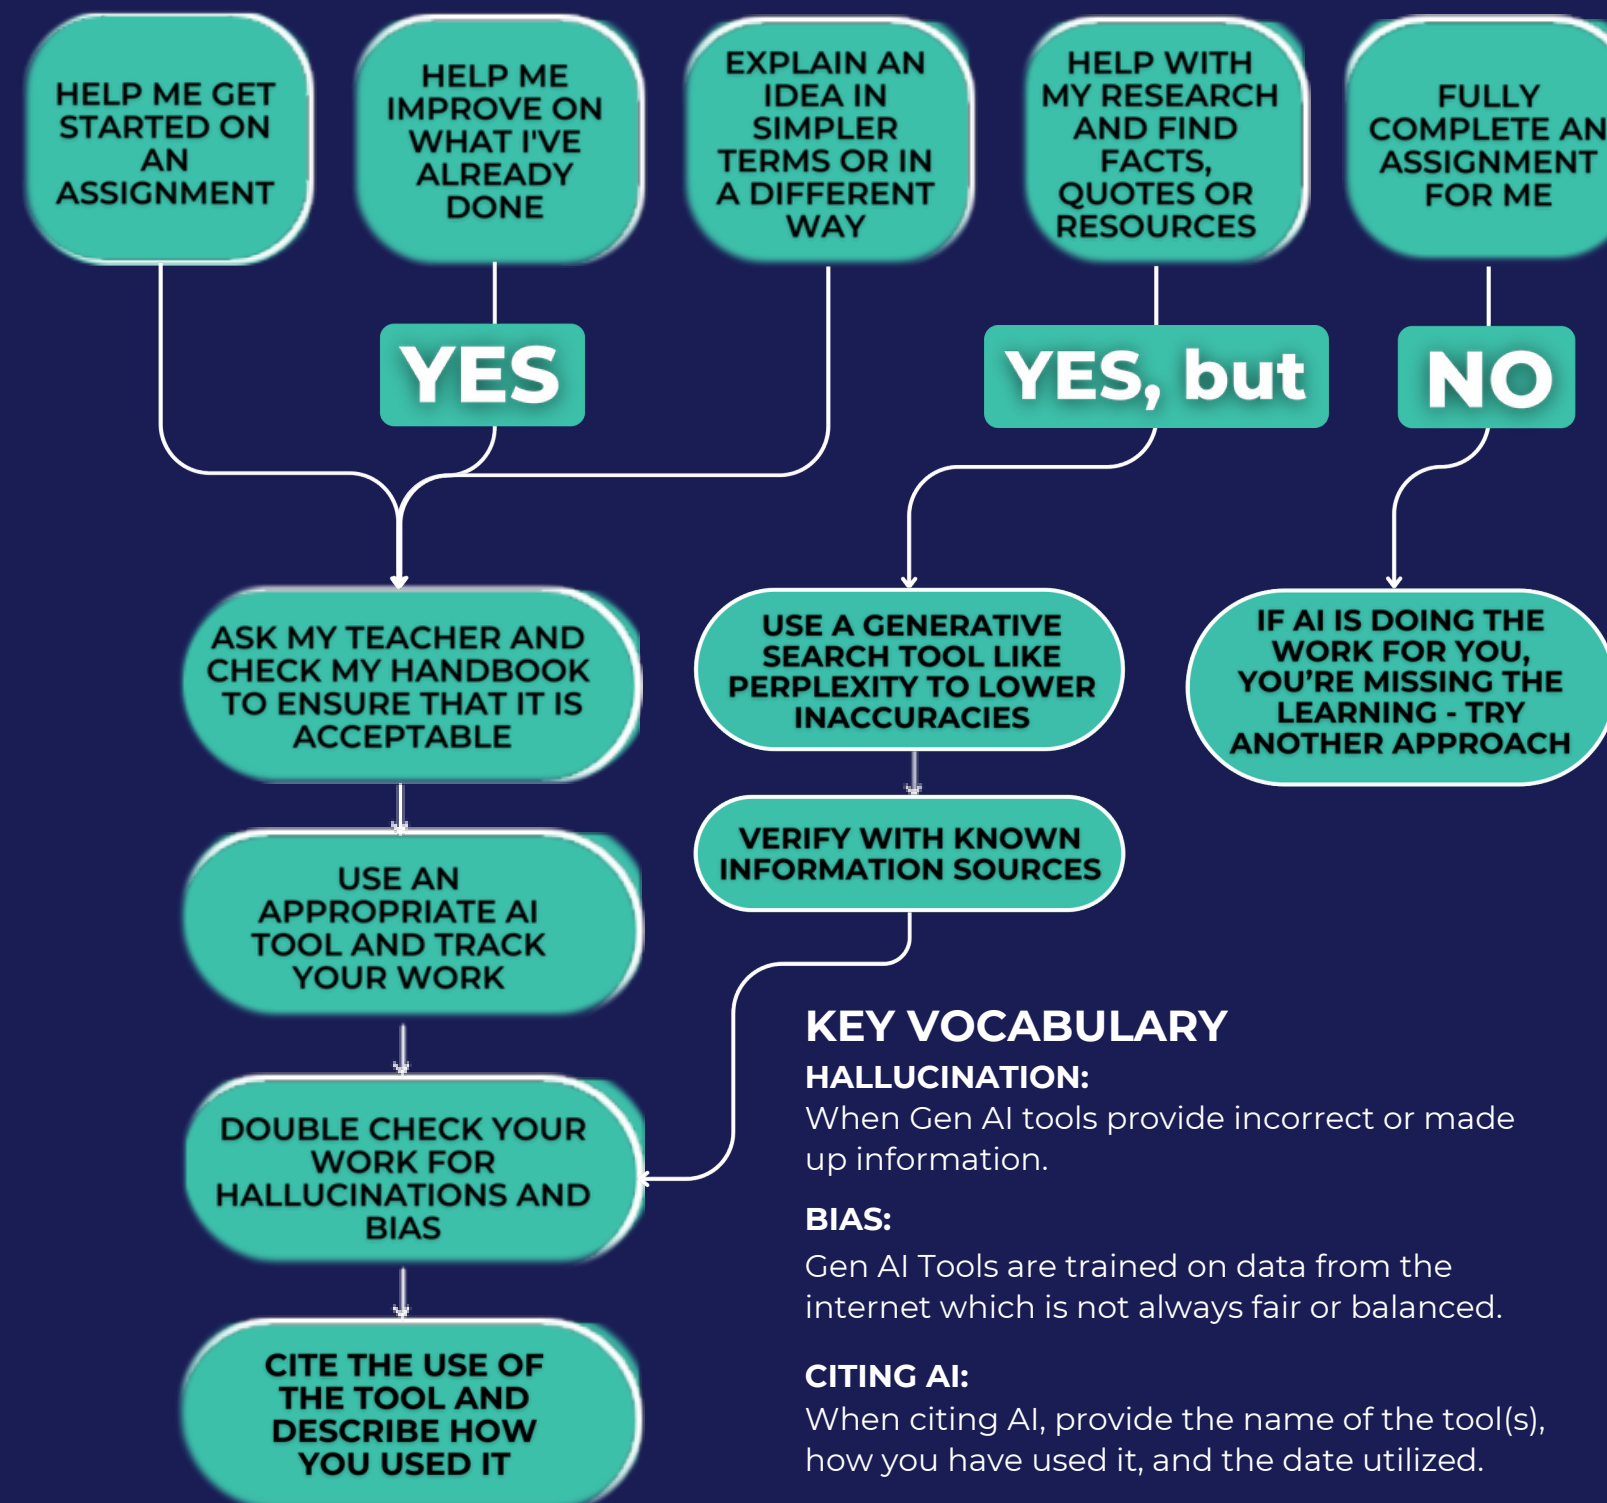 HELP ME GET
STARTED ON
AN
ASSIGNMENT
HELP ME
IMPROVE ON
WHAT I'VE
ALREADY
DONE
EXPLAIN AN
IDEA IN
SIMPLER
TERMS OR IN
A DIFFERENT
WAY
HELP WITH
MY RESEARCH
AND FIND
FACTS,
QUOTES OR
RESOURCES
FULLY
COMPLETE AN
ASSIGNMENT
FOR ME
YES
YES, but
NO
ASK MY TEACHER AND
CHECK MY HANDBOOK
TO ENSURE THAT IT IS
ACCEPTABLE
USE A GENERATIVE
SEARCH TOOL LIKE
PERPLEXITY TO LOWER
INACCURACIES
IF AI IS DOING THE
WORK FOR YOU,
YOU’RE MISSING THE
LEARNING - TRY
ANOTHER APPROACH
VERIFY WITH KNOWN
INFORMATION SOURCES
USE AN
APPROPRIATE AI
TOOL AND TRACK
YOUR WORK
DOUBLE CHECK YOUR
WORK FOR
HALLUCINATIONS AND
BIAS
CITE THE USE OF
THE TOOL AND
DESCRIBE HOW
YOU USED IT
KEY VOCABULARY
HALLUCINATION:
When Gen AI tools provide incorrect or made
up information.
BIAS:
Gen AI Tools are trained on data from the
internet which is not always fair or balanced.
CITING AI:
When citing AI, provide the name of the tool(s),
how you have used it, and the date utilized.